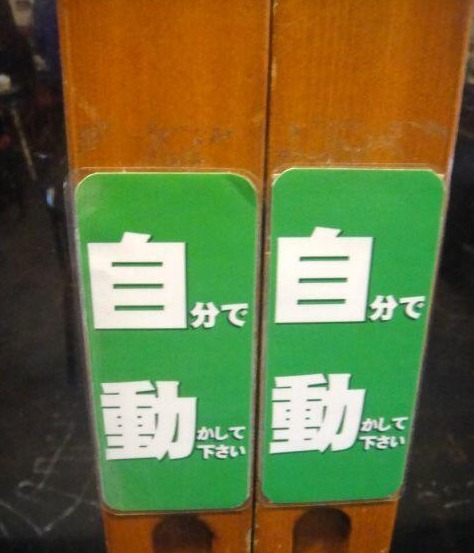 自分で
動かして
下さい
自分で
動かして
下さい